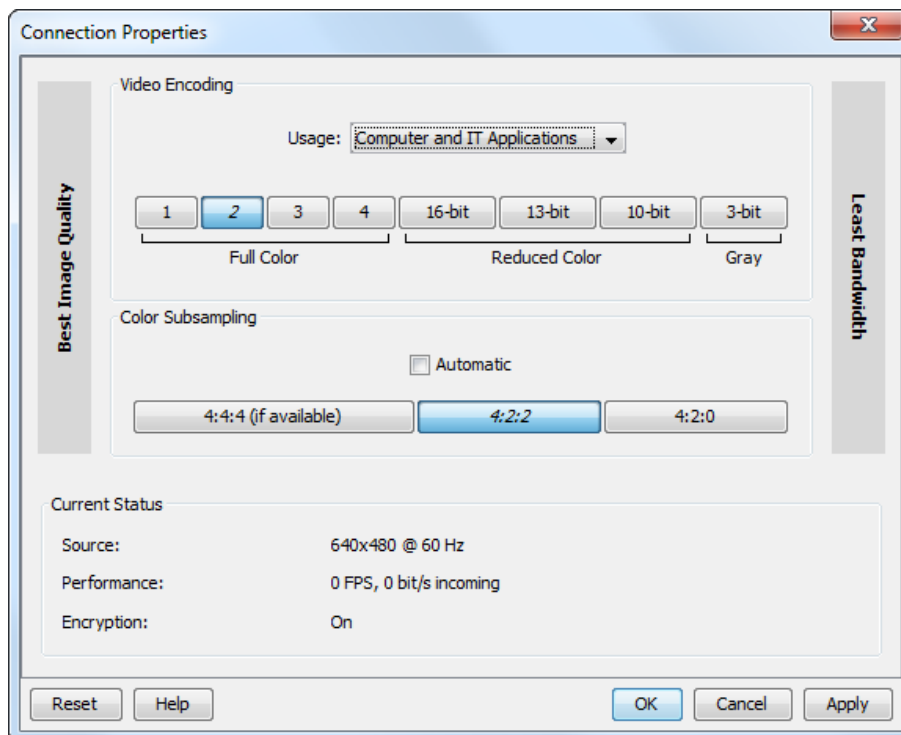 Connection Properties
Video Encoding
Usage: Computer and IT Applications
1 2 3 4 16-bit 13-bit 10-bit 3-bit
Full Color Reduced Color Gray
Best Image Quality
Least Bandwidth
Color Subsampling
Automatic
4:4:4 (if available) 4:2:2 4:2:0
Current Status
Source: 640x480 @ 60 Hz
Performance: 0 FPS, 0 bit/s incoming
Encryption: On
Reset Help OK Cancel Apply